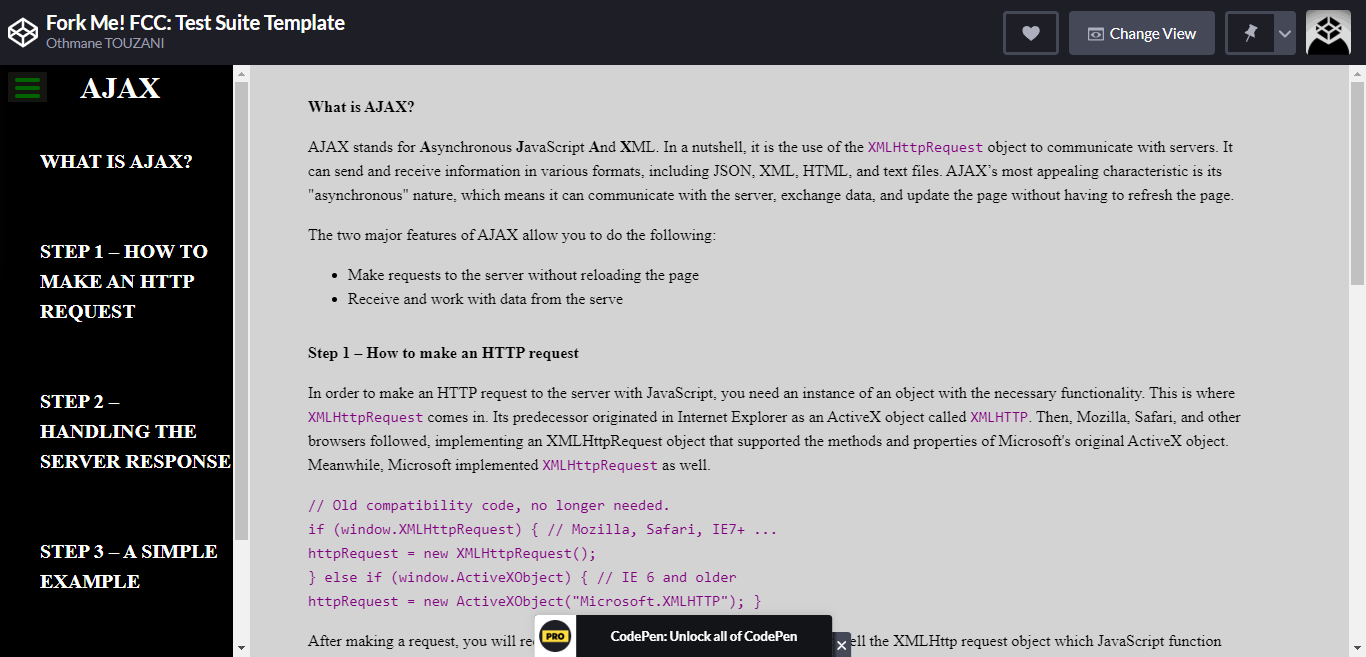 Fork Me! FCC: Test Suite Template
Othmane TOUZANI
Change View
AJAX
WHAT IS AJAX?
STEP 1 – HOW TO
MAKE AN HTTP
REQUEST
STEP 2 –
HANDLING THE
SERVER RESPONSE
STEP 3 – A SIMPLE
EXAMPLE
What is AJAX?
AJAX stands for Asynchronous JavaScript And XML. In a nutshell, it is the use of the XMLHttpRequest object to communicate with servers. It
can send and receive information in various formats, including JSON, XML, HTML, and text files. AJAX’s most appealing characteristic is its
"asynchronous" nature, which means it can communicate with the server, exchange data, and update the page without having to refresh the page.
The two major features of AJAX allow you to do the following:
• Make requests to the server without reloading the page
• Receive and work with data from the serve
Step 1 – How to make an HTTP request
In order to make an HTTP request to the server with JavaScript, you need an instance of an object with the necessary functionality. This is where
XMLHttpRequest comes in. Its predecessor originated in Internet Explorer as an ActiveX object called XMLHTTP. Then, Mozilla, Safari, and other
browsers followed, implementing an XMLHttpRequest object that supported the methods and properties of Microsoft's original ActiveX object.
Meanwhile, Microsoft implemented XMLHttpRequest as well.
// Old compatibility code, no longer needed.
if (window.XMLHttpRequest) { // Mozilla, Safari, IE7+ ...
httpRequest = new XMLHttpRequest();
} else if (window.ActiveXObject) { // IE 6 and older
httpRequest = new ActiveXObject("Microsoft.XMLHTTP"); }
After making a request, you will re
ell the XMLHttp request object which JavaScript function
PRO
CodePen: Unlock all of CodePen